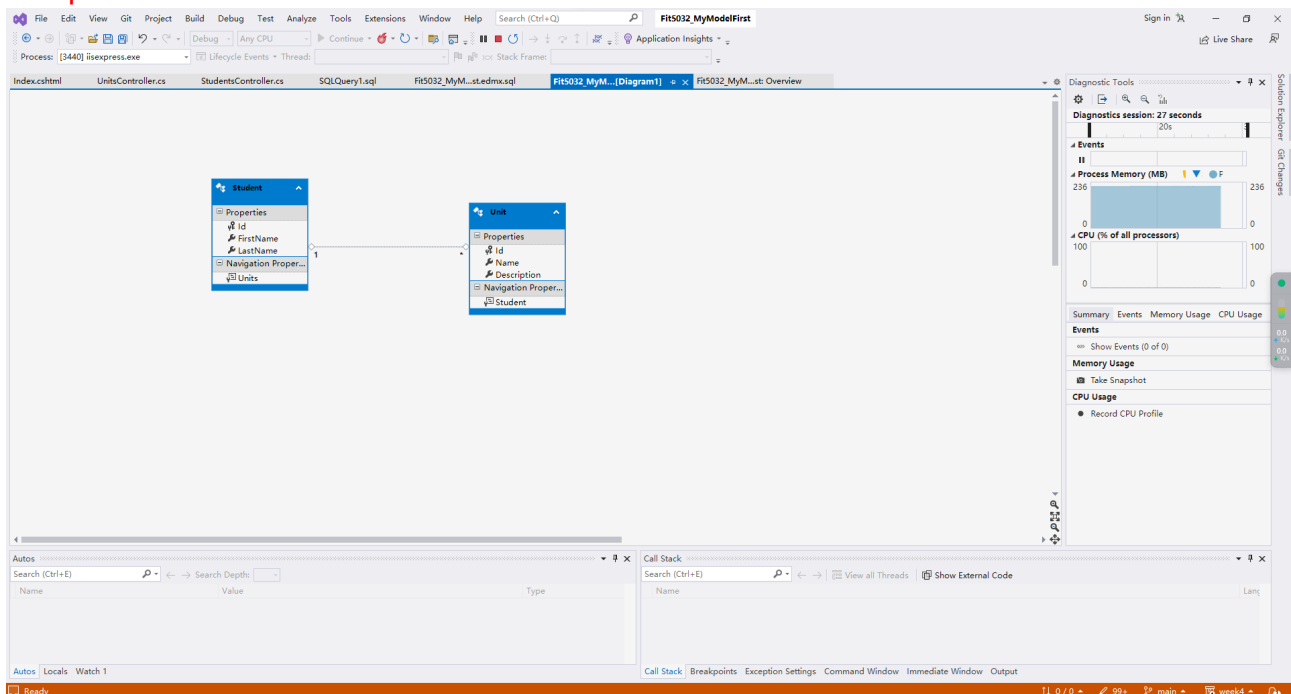 File Edit View Git Project Build Debug Test Analyze Tools Extensions Window Help Search (Ctrl+Q) Fit5032_MyModelFirst Sign in
Debug Any CPU Continue Application Insights Live Share
Process: [3440] iisexpress.exe Lifecycle Events Thread: Stack Frame:
Index.cshtml UnitsController.cs StudentsController.cs SQLQuery1.sql Fit5032_MyM...st.edmx.sql Fit5032_MyM...[Diagram1] Fit5032_MyM...st: Overview
Student
Properties
Id
FirstName
LastName
Navigation Proper...
Units
1
*
Unit
Properties
Id
Name
Description
Navigation Proper...
Student
Diagnostic Tools
Diagnostics session: 27 seconds
20s
Events
Process Memory (MB) F
236 236
0 0
CPU (% of all processors)
100 100
0 0
Summary Events Memory Usage CPU Usage
Events
Show Events (0 of 0)
Memory Usage
Take Snapshot
CPU Usage
Record CPU Profile
Solution Explorer
Git Changes
0.0
0.0
Autos
Search (Ctrl+E) Search Depth:
Name Value Type
Autos Locals Watch 1
Call Stack
Search (Ctrl+E) View all Threads Show External Code
Name Lang
Call Stack Breakpoints Exception Settings Command Window Immediate Window Output
Ready 0 / 0 99+ main week4